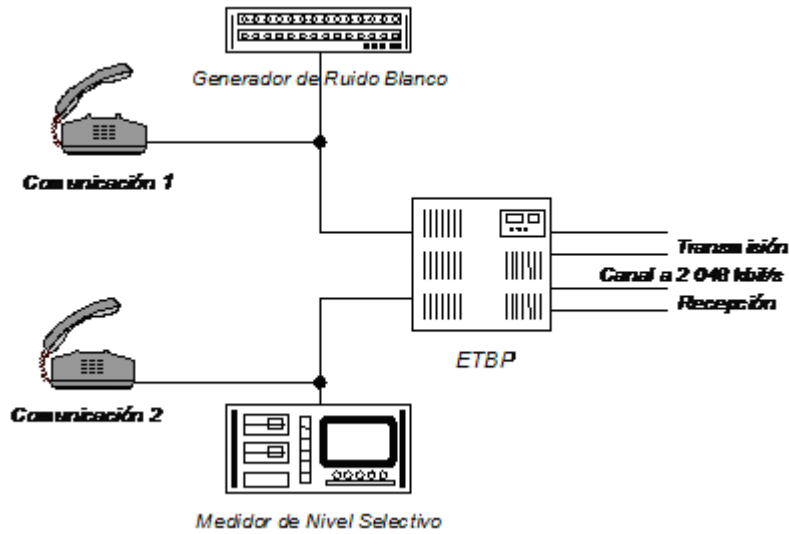 Generador de Ruido Blanco
Comunicación 1
Transmisión
Canal a 2 048 kbit/s
Recepción
ETBP
Comunicación 2
Medidor de Nivel Selectivo